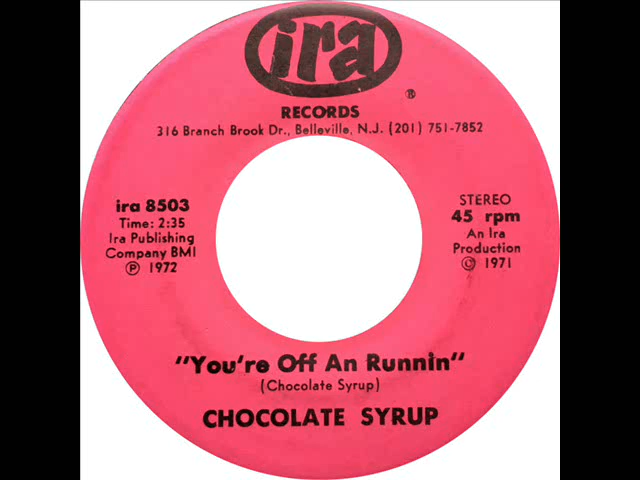 ira
®
RECORDS
316 Branch Brook Dr., Belleville, N.J. (201) 751-7852
ira 8503
Time: 2:35
Ira Publishing
Company BMI
℗ 1972
STEREO
45 rpm
An Ira
Production
© 1971
"You're Off An Runnin"
(Chocolate Syrup)
CHOCOLATE SYRUP